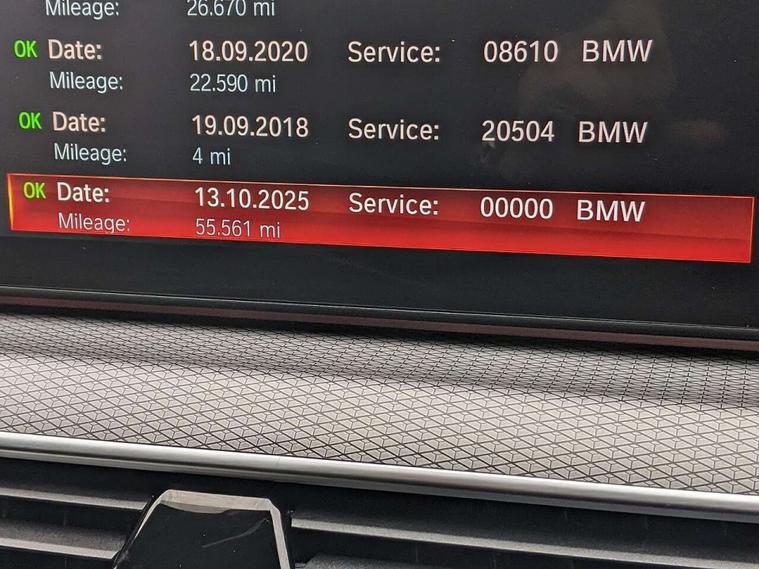 Mileage: 26.670 mi
OK Date: 18.09.2020 Service: 08610 BMW
Mileage: 22.590 mi
OK Date: 19.09.2018 Service: 20504 BMW
Mileage: 4 mi
OK Date: 13.10.2025 Service: 00000 BMW
Mileage: 55.561 mi